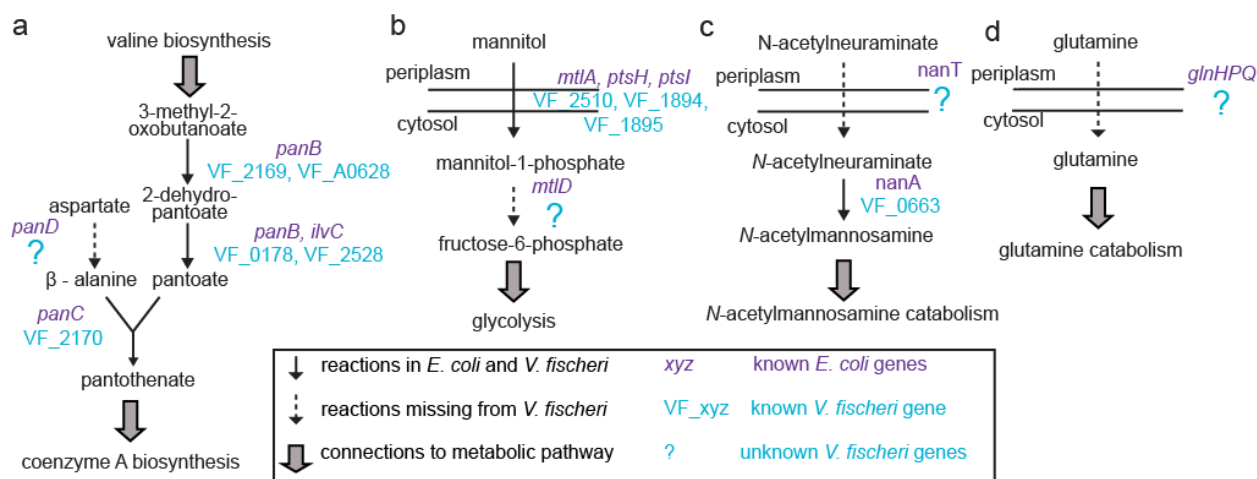 a
valine biosynthesis
3-methyl-2-
oxobutanoate
panB
VF_2169, VF_A0628
2-dehydro-
pantoate
aspartate
panD
?
panB, ilvC
VF_0178, VF_2528
β - alanine
pantoate
panC
VF_2170
pantothenate
coenzyme A biosynthesis
b
mannitol
periplasm
mtlA, ptsH, ptsI
VF_2510, VF_1894,
VF_1895
cytosol
mannitol-1-phosphate
mtlD
?
fructose-6-phosphate
glycolysis
c
N-acetylneuraminate
periplasm
nanT
?
cytosol
N-acetylneuraminate
nanA
VF_0663
N-acetylmannosamine
N-acetylmannosamine catabolism
d
glutamine
periplasm
glnHPQ
?
cytosol
glutamine
glutamine catabolism
reactions in E. coli and V. fischeri
xyz known E. coli genes
reactions missing from V. fischeri
VF_xyz known V. fischeri gene
connections to metabolic pathway
? unknown V. fischeri genes